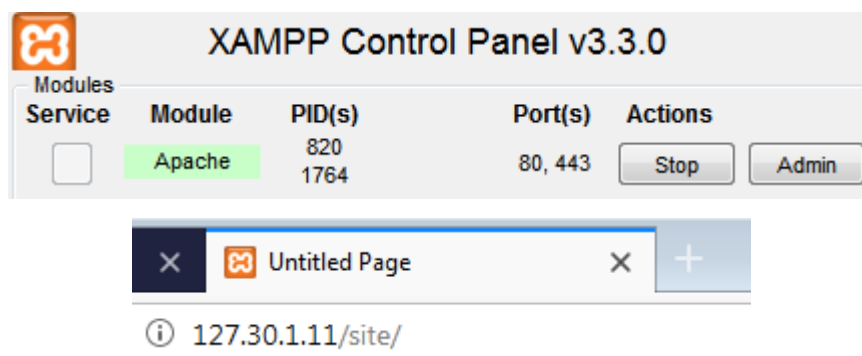 XAMPP Control Panel v3.3.0
Modules
Service Module PID(s) Port(s) Actions
Apache 820 1764 80, 443 Stop Admin
Untitled Page
127.30.1.11/site/